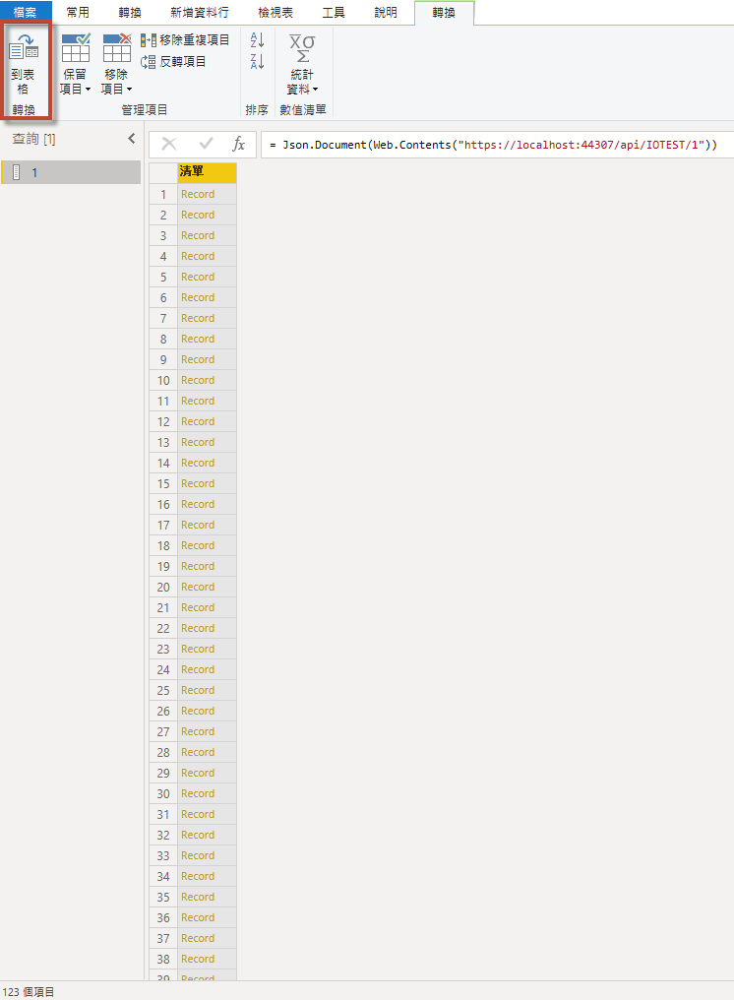 檔案 常用 轉換 新增資料行 檢視表 工具 說明 轉換
到表
格
轉換
保留
項目
移除
項目
移除重複項目
反轉項目
管理項目
A
Z
Z
A
排序
X̅σ
Σ
統計
資料
數值清單
查詢 [1]
1
fx
= Json.Document(Web.Contents("https://localhost:44307/api/IOTEST/1"))
清單
1 Record
2 Record
3 Record
4 Record
5 Record
6 Record
7 Record
8 Record
9 Record
10 Record
11 Record
12 Record
13 Record
14 Record
15 Record
16 Record
17 Record
18 Record
19 Record
20 Record
21 Record
22 Record
23 Record
24 Record
25 Record
26 Record
27 Record
28 Record
29 Record
30 Record
31 Record
32 Record
33 Record
34 Record
35 Record
36 Record
37 Record
38 Record
39 Record
123 個項目